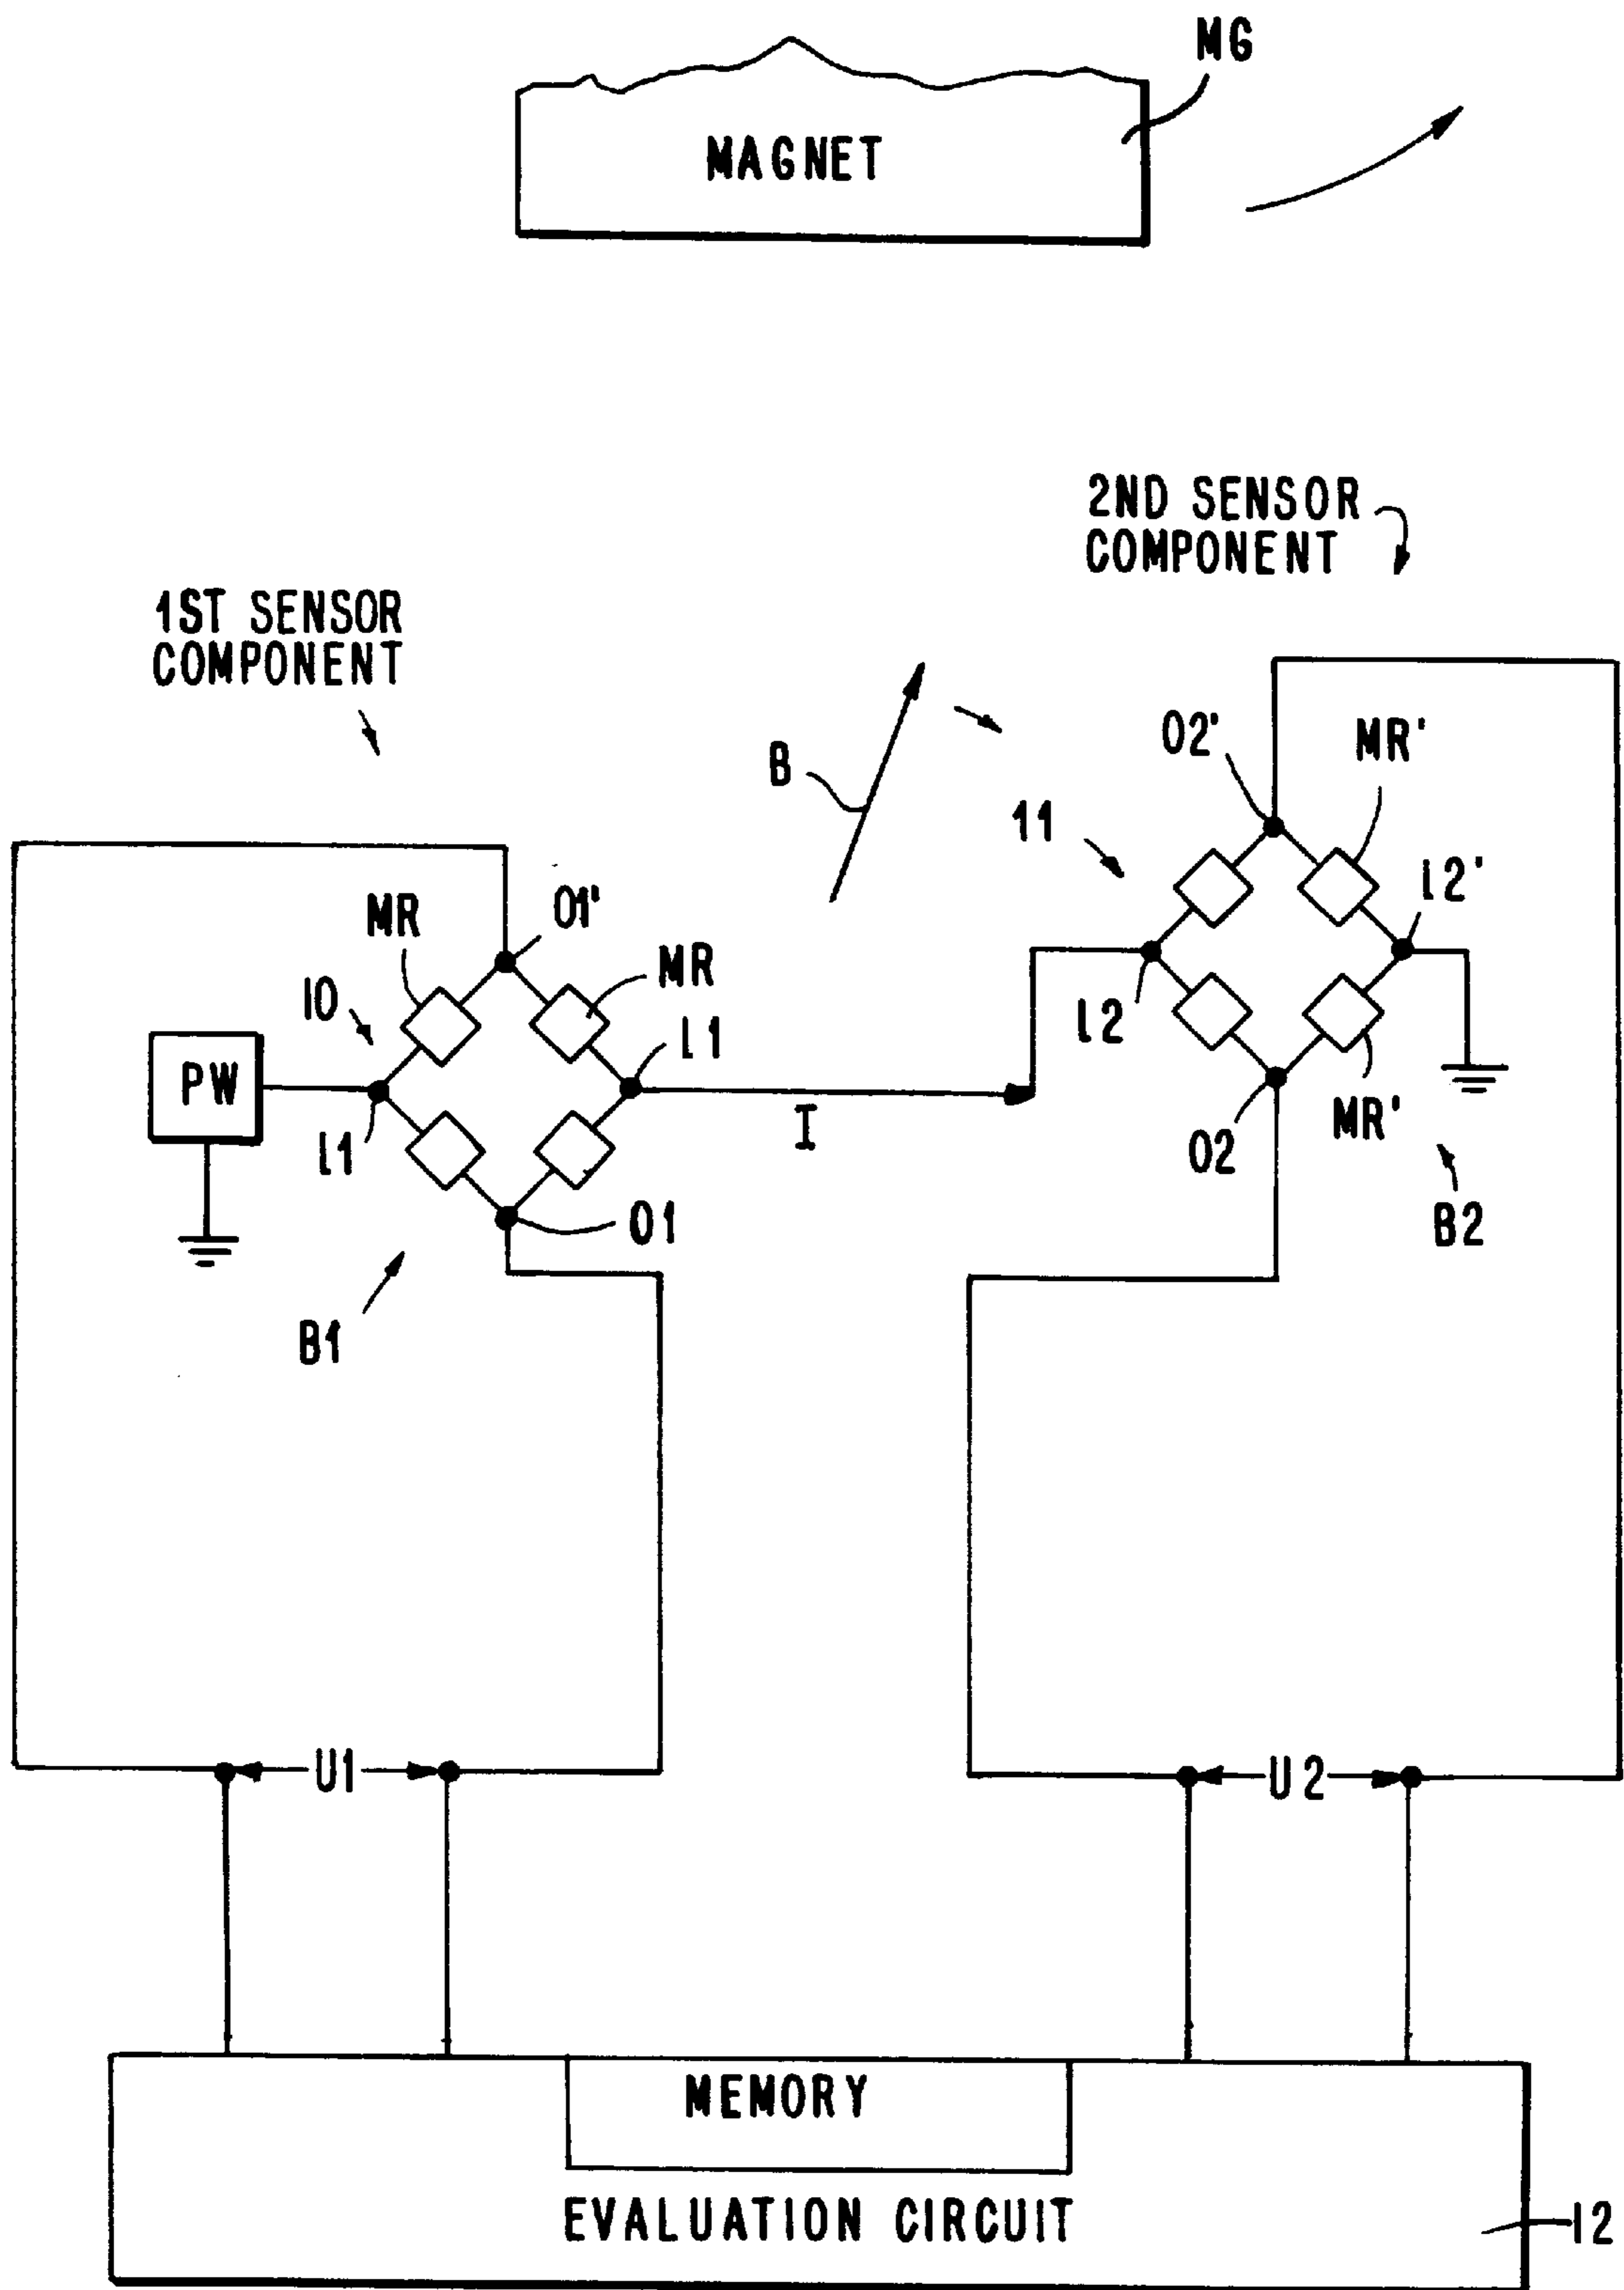 MG
MAGNET
2ND SENSOR
COMPONENT
1ST SENSOR
COMPONENT
B
O2'
MR'
11
l2'
MR
O1'
MR
10
l1
l2
PW
l1
I
O2
MR'
O1
B2
B1
U1
U2
MEMORY
EVALUATION CIRCUIT
12